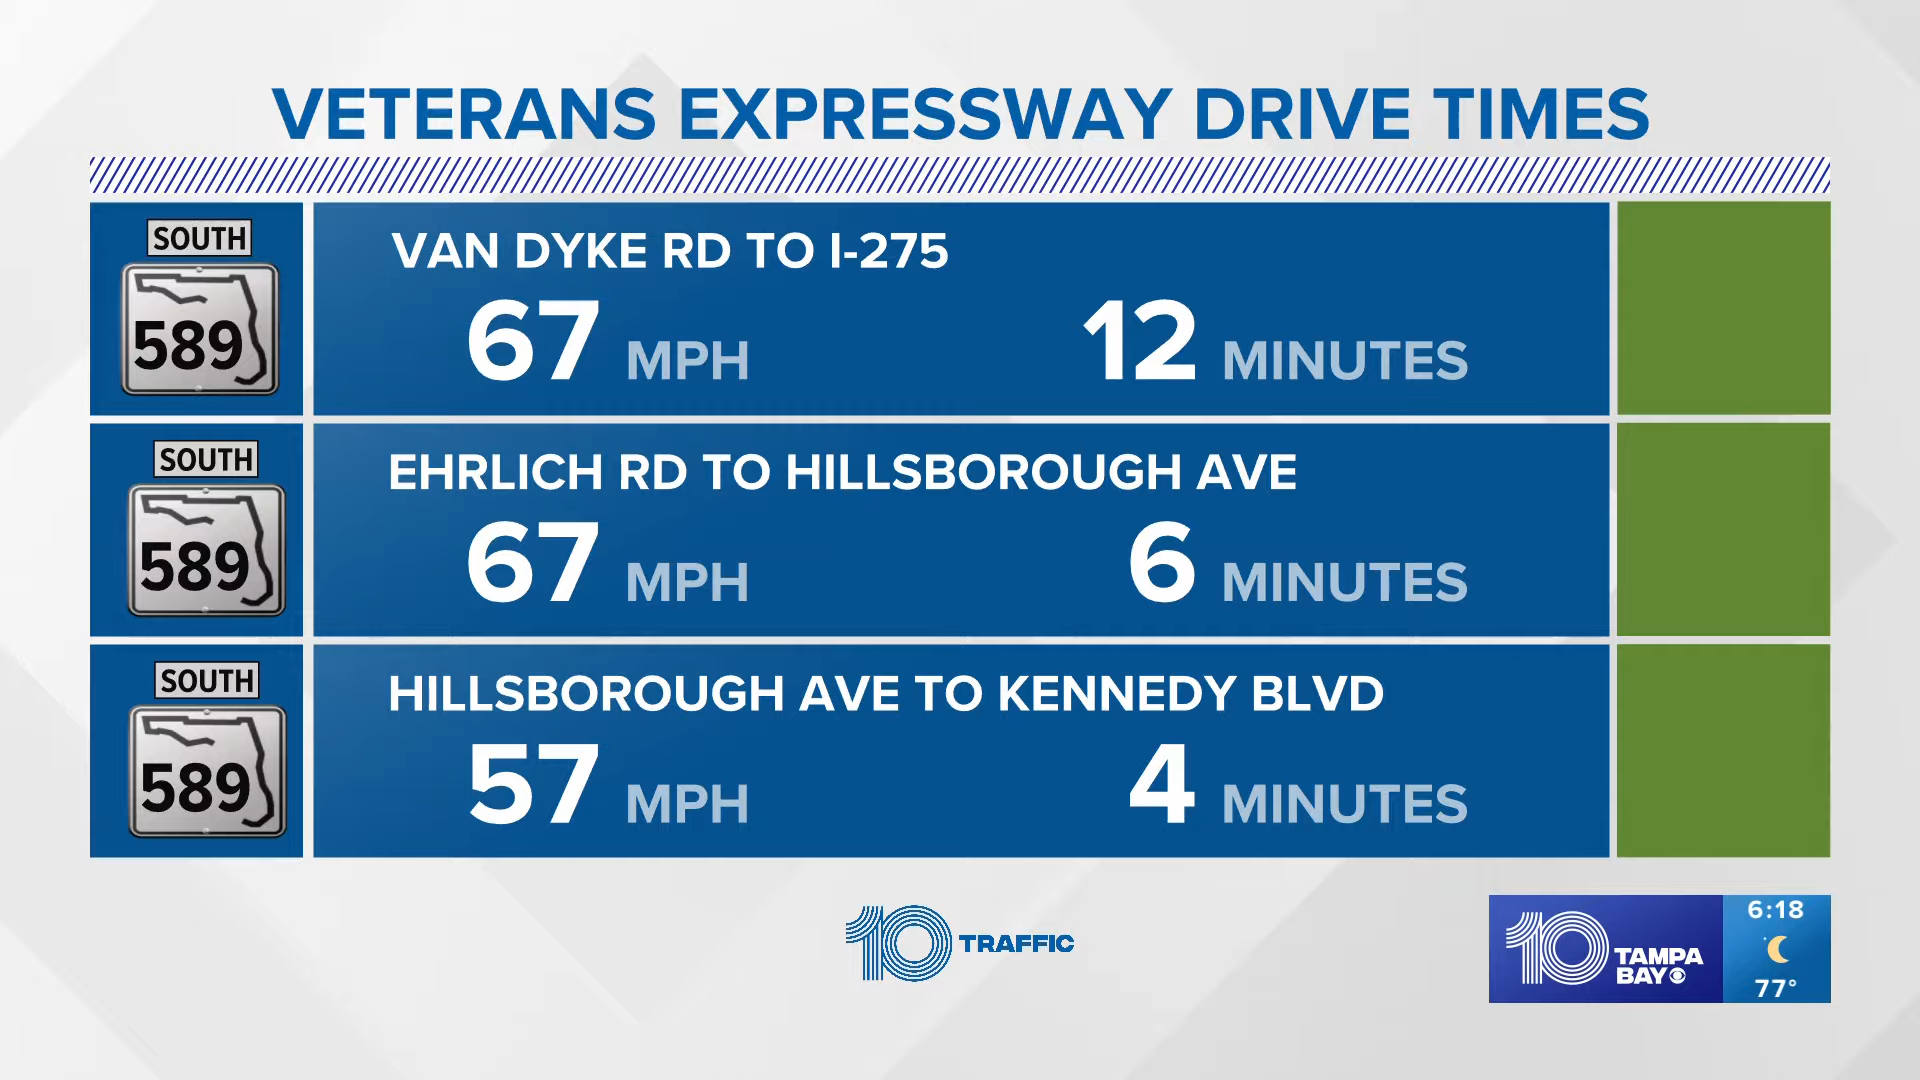 VETERANS EXPRESSWAY DRIVE TIMES
SOUTH
589
VAN DYKE RD TO I-275
67 MPH 12 MINUTES
SOUTH
589
EHRLICH RD TO HILLSBOROUGH AVE
67 MPH 6 MINUTES
SOUTH
589
HILLSBOROUGH AVE TO KENNEDY BLVD
57 MPH 4 MINUTES
10 TRAFFIC
10 TAMPA
BAY
6:18
77°